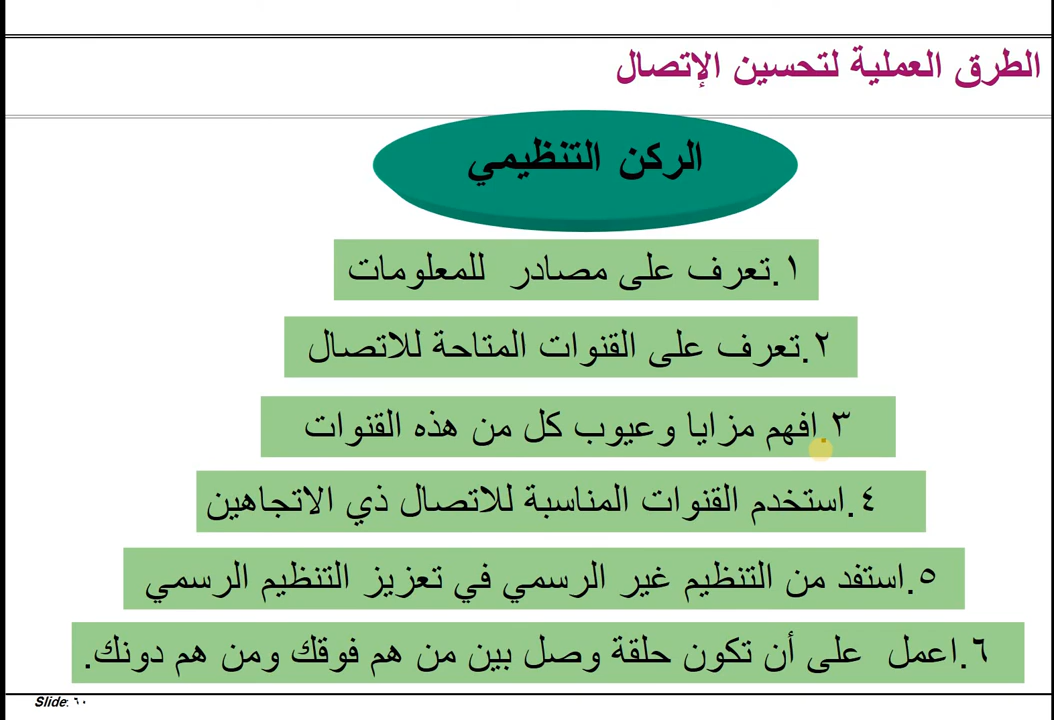 الطرق العملية لتحسين الإتصال
الركن التنظيمي
١.تعرف على مصادر للمعلومات
٢.تعرف على القنوات المتاحة للاتصال
٣.افهم مزايا وعيوب كل من هذه القنوات
٤.استخدم القنوات المناسبة للاتصال ذي الاتجاهين
٥.استفد من التنظيم غير الرسمي في تعزيز التنظيم الرسمي
٦.اعمل على أن تكون حلقة وصل بين من هم فوقك ومن هم دونك.
Slide: ٦٠